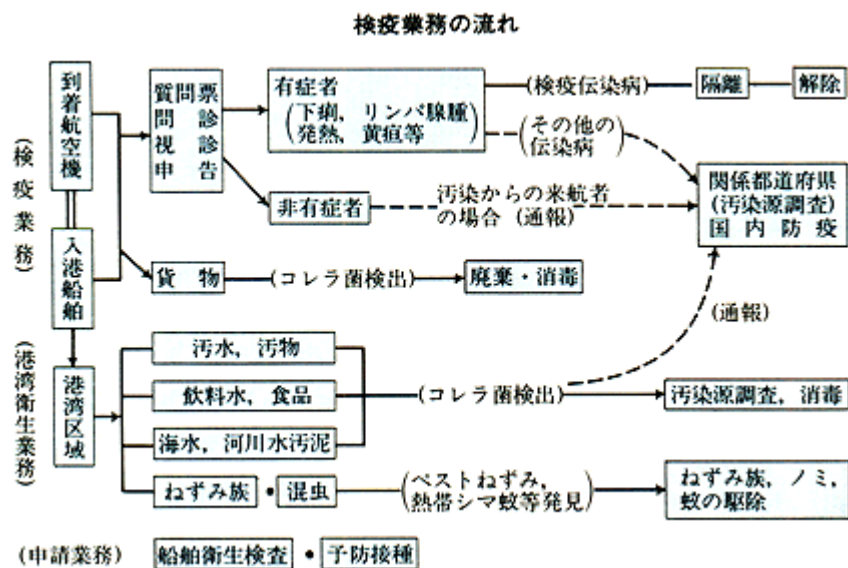 検疫業務の流れ
(検疫業務)
到着航空機
入港船舶
質問票
問診
視診
申告
有症者
(下痢, リンパ腺腫
発熱, 黄疸等)
(検疫伝染病)
隔離
解除
(その他の
伝染病)
非有症者
汚染からの来航者
の場合 (通報)
関係都道府県
(汚染源調査)
国内防疫
貨物
(コレラ菌検出)
廃棄・消毒
(通報)
(港湾衛生業務)
港湾区域
汚水, 汚物
飲料水, 食品
海水, 河川水汚泥
(コレラ菌検出)
汚染源調査, 消毒
ねずみ族・混虫
(ペストねずみ,
熱帯シマ蚊等発見)
ねずみ族, ノミ,
蚊の駆除
(申請業務) 船舶衛生検査・予防接種